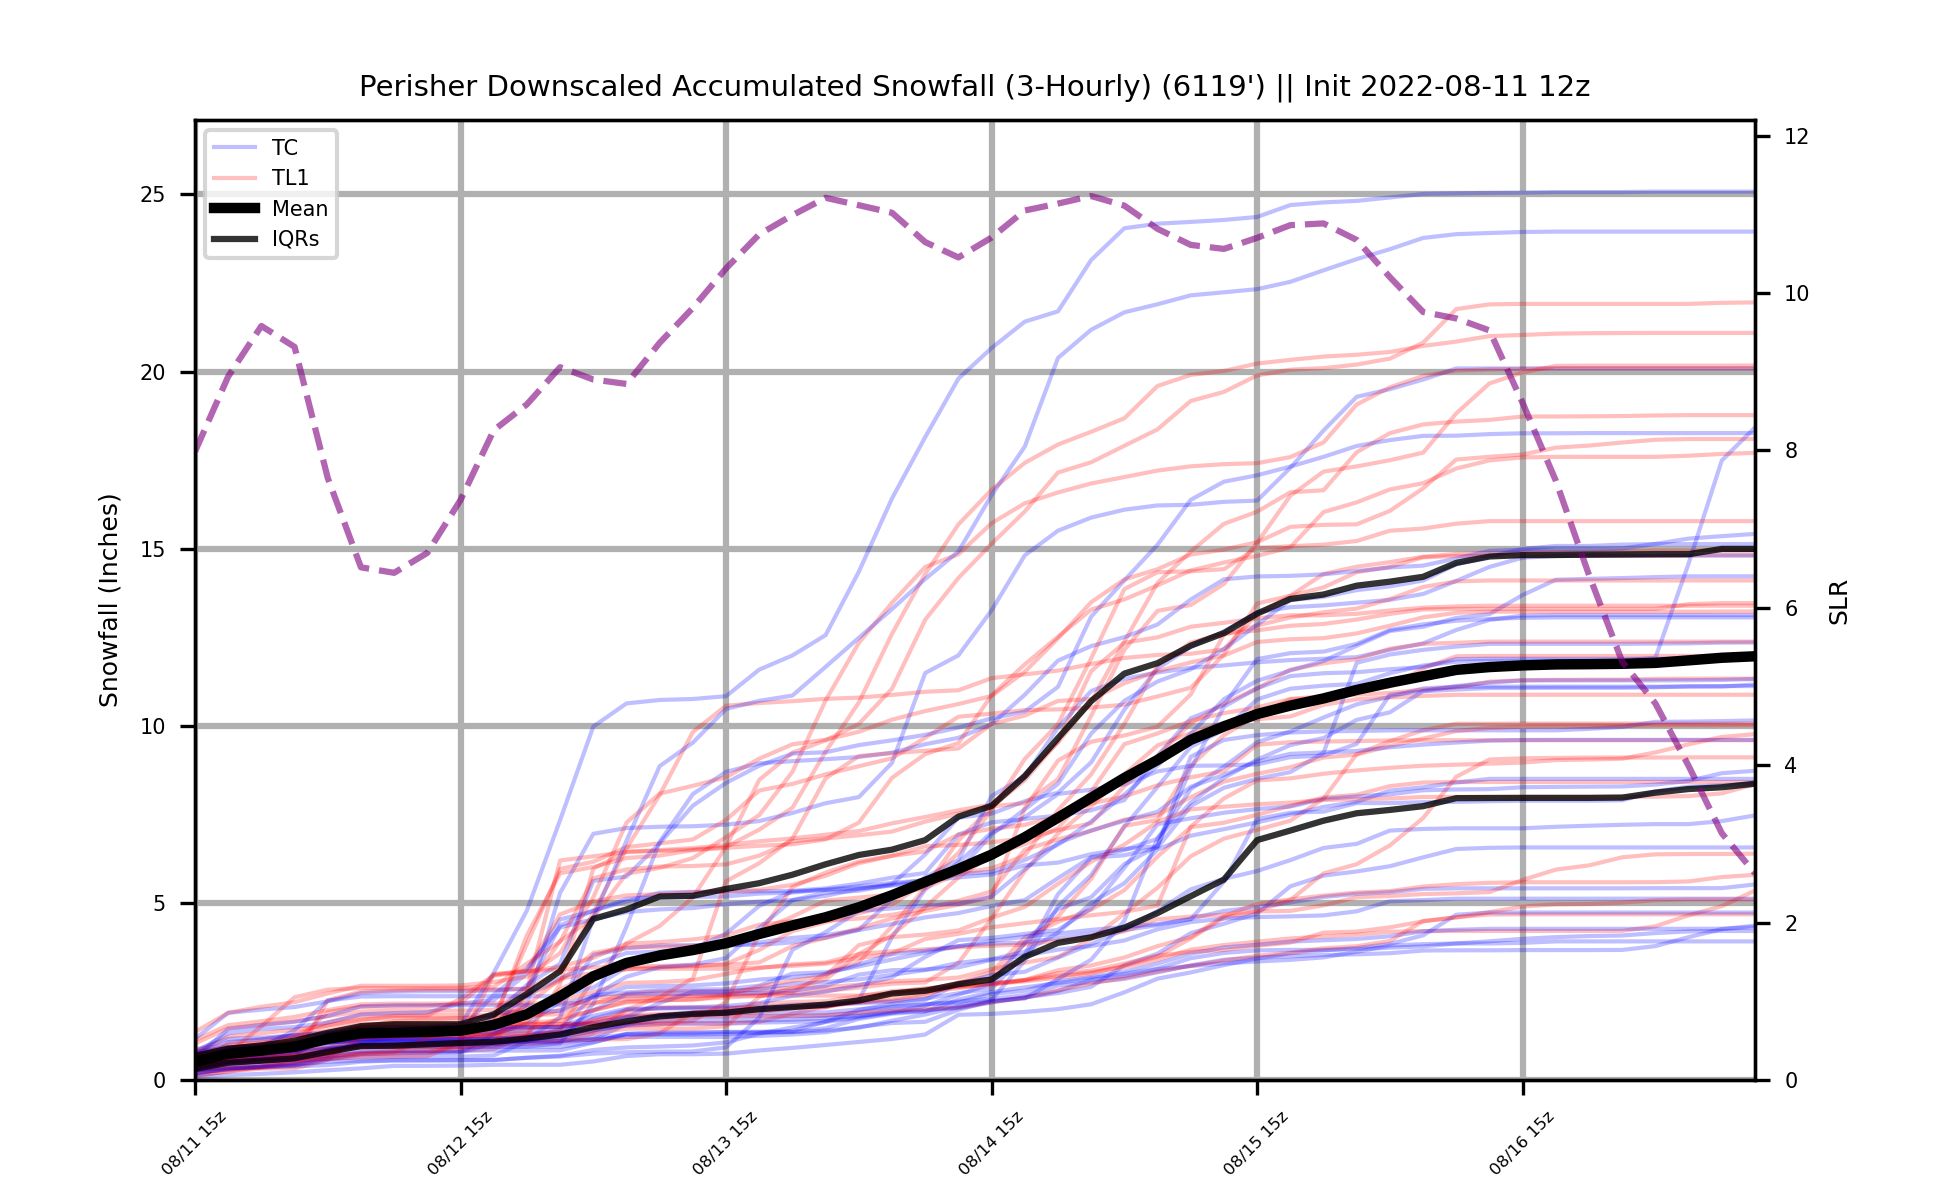 Perisher Downscaled Accumulated Snowfall (3-Hourly) (6119') || Init 2022-08-11 12z
TC
TL1
Mean
IQRs
Snowfall (Inches)
25
20
15
10
5
0
12
10
8
6
4
2
0
SLR
08/11 15z
08/12 15z
08/13 15z
08/14 15z
08/15 15z
08/16 15z